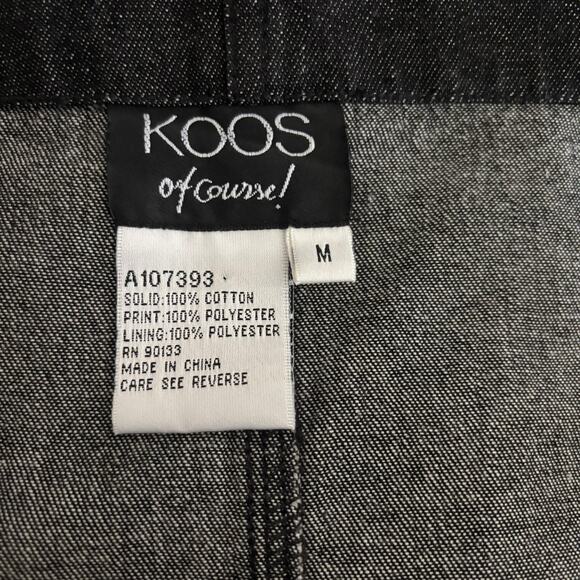 KOOS
of course!
M
A107393
SOLID:100% COTTON
PRINT:100% POLYESTER
LINING:100% POLYESTER
RN 90133
MADE IN CHINA
CARE SEE REVERSE